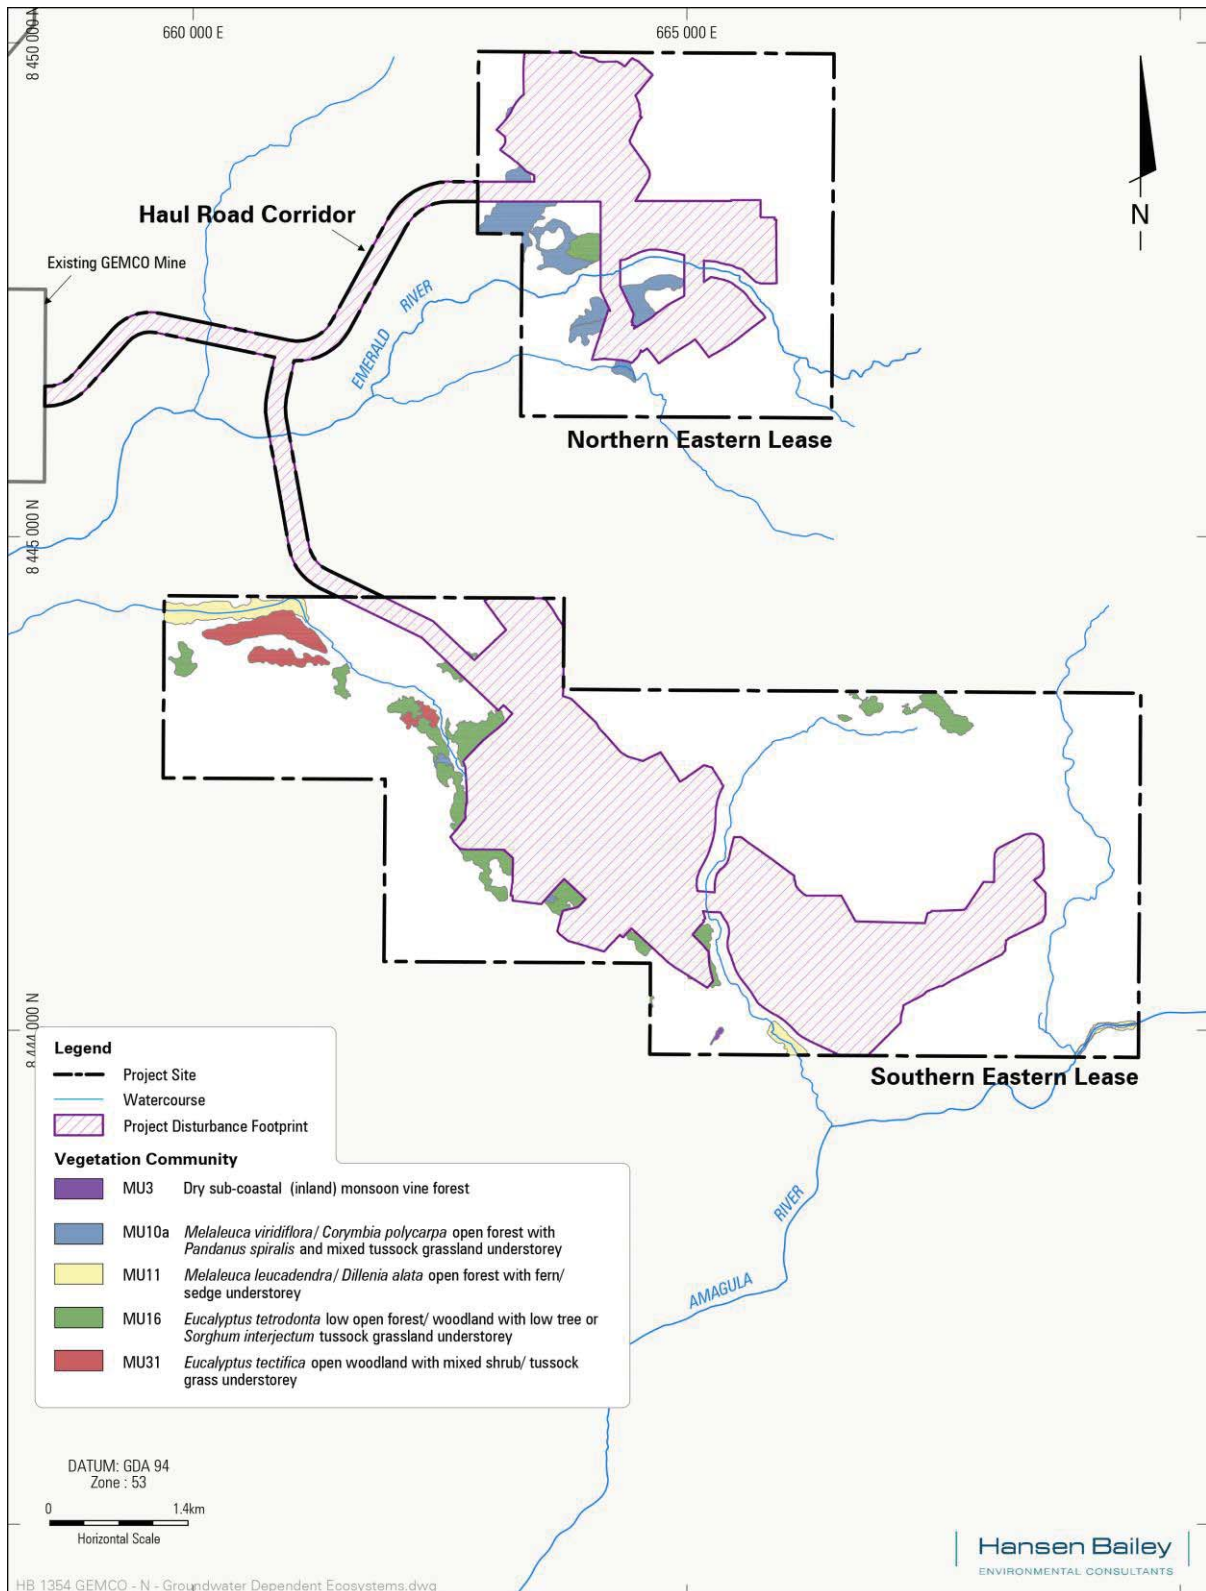 660 000 E
665 000 E
8 450 000 N
Haul Road Corridor
N
Existing GEMCO Mine
EMERALD RIVER
Northern Eastern Lease
8 445 000 N
8 444 000 N
Southern Eastern Lease
Legend
Project Site
Watercourse
Project Disturbance Footprint
Vegetation Community
MU3 Dry sub-coastal (inland) monsoon vine forest
MU10a Melaleuca viridiflora/ Corymbia polycarpa open forest with
Pandanus spiralis and mixed tussock grassland understorey
MU11 Melaleuca leucadendra/ Dillenia alata open forest with fern/
sedge understorey
MU16 Eucalyptus tetrodonta low open forest/ woodland with low tree or
Sorghum interjectum tussock grassland understorey
MU31 Eucalyptus tectifica open woodland with mixed shrub/ tussock
grass understorey
AMAGULA RIVER
DATUM: GDA 94
Zone : 53
0 1.4km
Horizontal Scale
Hansen Bailey
ENVIRONMENTAL CONSULTANTS
HB 1354 GEMCO - N - Groundwater Dependent Ecosystems.dwg